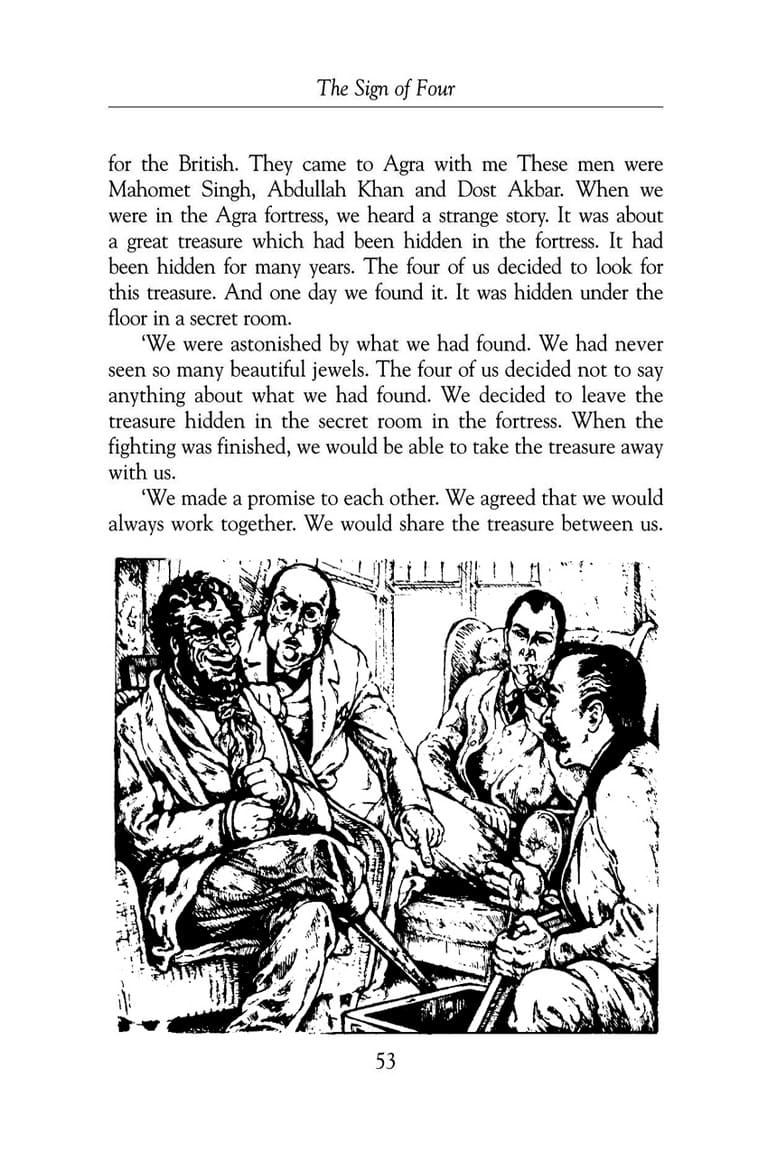 The Sign of Four
for the British. They came to Agra with me These men were
Mahomet Singh, Abdullah Khan and Dost Akbar. When we
were in the Agra fortress, we heard a strange story. It was about
a great treasure which had been hidden in the fortress. It had
been hidden for many years. The four of us decided to look for
this treasure. And one day we found it. It was hidden under the
floor in a secret room.
‘We were astonished by what we had found. We had never
seen so many beautiful jewels. The four of us decided not to say
anything about what we had found. We decided to leave the
treasure hidden in the secret room in the fortress. When the
fighting was finished, we would be able to take the treasure away
with us.
‘We made a promise to each other. We agreed that we would
always work together. We would share the treasure between us.
53